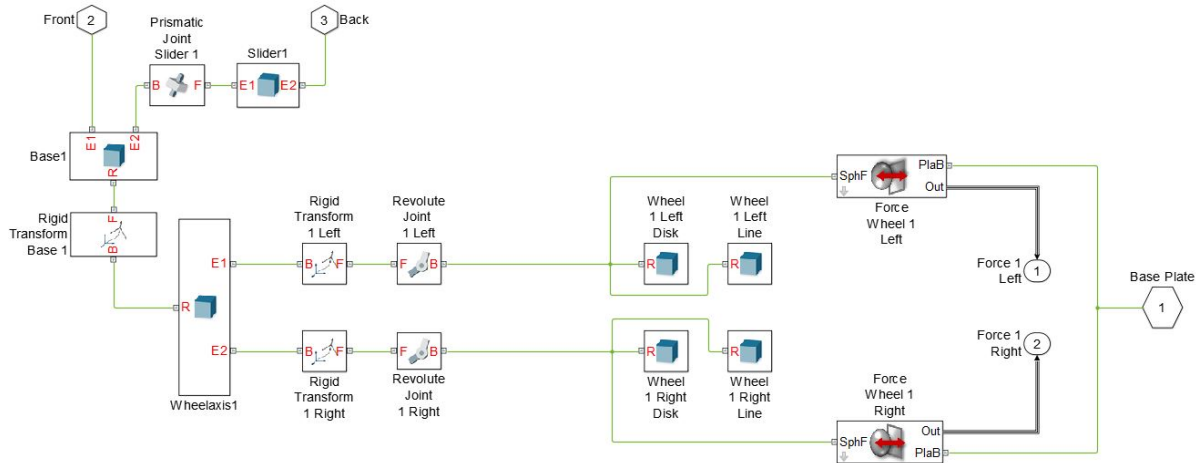 Front
2
Prismatic
Joint
Slider 1
B
F
Slider1
E1
E2
3
Back
Base1
E1
E2
R
Rigid
Transform
Base 1
F
B
R
E1
E2
Wheelaxis1
Rigid
Transform
1 Left
B
F
Revolute
Joint
1 Left
F
B
Wheel
1 Left
Disk
R
Wheel
1 Left
Line
R
SphF
PlaB
Out
Force
Wheel 1
Left
Force 1
Left
1
Base Plate
1
B
F
Rigid
Transform
1 Right
F
B
Revolute
Joint
1 Right
R
Wheel
1 Right
Disk
R
Wheel
1 Right
Line
Force 1
Right
2
Force
Wheel 1
Right
SphF
Out
PlaB